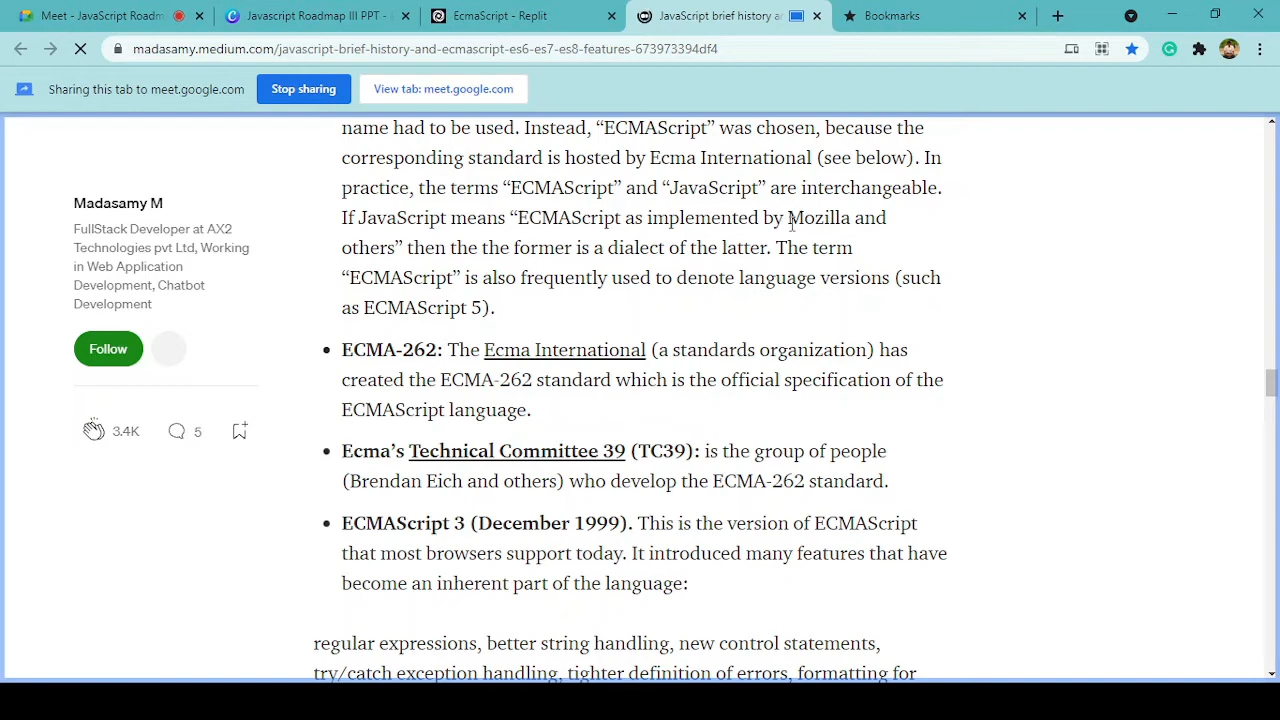 Meet - JavaScript Roadm
Javascript Roadmap III PPT -
EcmaScript - Replit
JavaScript brief history a
Bookmarks
madasamy.medium.com/javascript-brief-history-and-ecmascript-es6-es7-es8-features-673973394df4
Sharing this tab to meet.google.com
Stop sharing
View tab: meet.google.com
name had to be used. Instead, “ECMAScript” was chosen, because the
corresponding standard is hosted by Ecma International (see below). In
practice, the terms “ECMAScript” and “JavaScript” are interchangeable.
If JavaScript means “ECMAScript as implemented by Mozilla and
others” then the the former is a dialect of the latter. The term
“ECMAScript” is also frequently used to denote language versions (such
as ECMAScript 5).
Madasamy M
FullStack Developer at AX2
Technologies pvt Ltd, Working
in Web Application
Development, Chatbot
Development
Follow
3.4K
5
• ECMA-262: The Ecma International (a standards organization) has
created the ECMA-262 standard which is the official specification of the
ECMAScript language.
• Ecma’s Technical Committee 39 (TC39): is the group of people
(Brendan Eich and others) who develop the ECMA-262 standard.
• ECMAScript 3 (December 1999). This is the version of ECMAScript
that most browsers support today. It introduced many features that have
become an inherent part of the language:
regular expressions, better string handling, new control statements,
try/catch exception handling, tighter definition of errors, formatting for